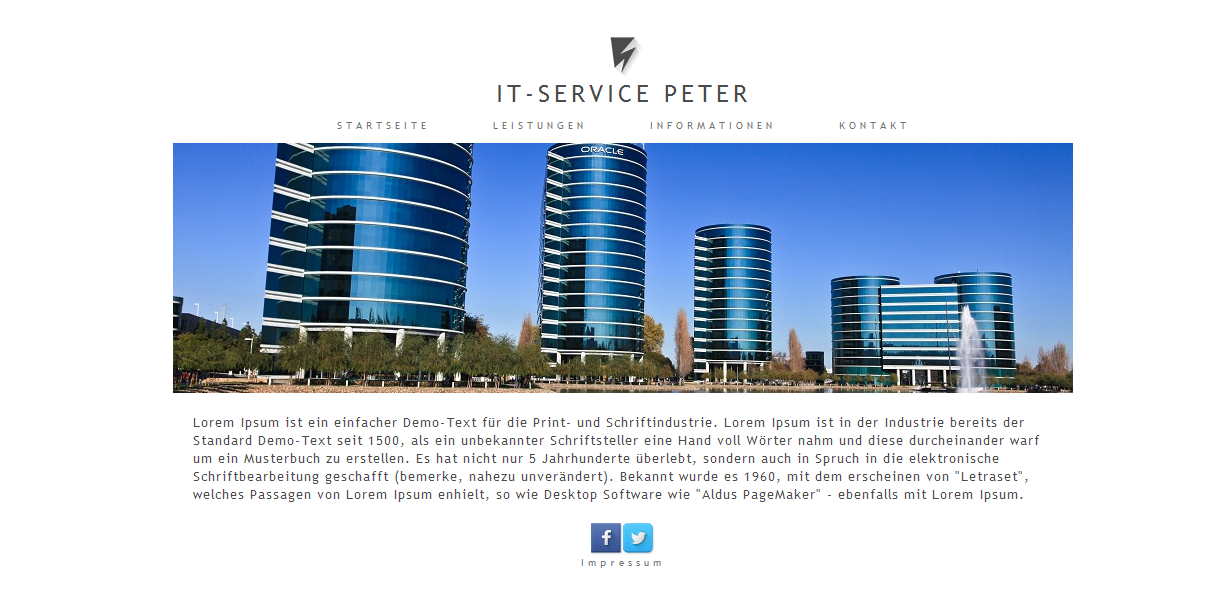 IT-SERVICE PETER
STARTSEITE LEISTUNGEN INFORMATIONEN KONTAKT
ORACLE
Lorem Ipsum ist ein einfacher Demo-Text für die Print- und Schriftindustrie. Lorem Ipsum ist in der Industrie bereits der
Standard Demo-Text seit 1500, als ein unbekannter Schriftsteller eine Hand voll Wörter nahm und diese durcheinander warf
um ein Musterbuch zu erstellen. Es hat nicht nur 5 Jahrhunderte überlebt, sondern auch in Spruch in die elektronische
Schriftbearbeitung geschafft (bemerke, nahezu unverändert). Bekannt wurde es 1960, mit dem erscheinen von "Letraset",
welches Passagen von Lorem Ipsum enhielt, so wie Desktop Software wie "Aldus PageMaker" - ebenfalls mit Lorem Ipsum.
f
Impressum